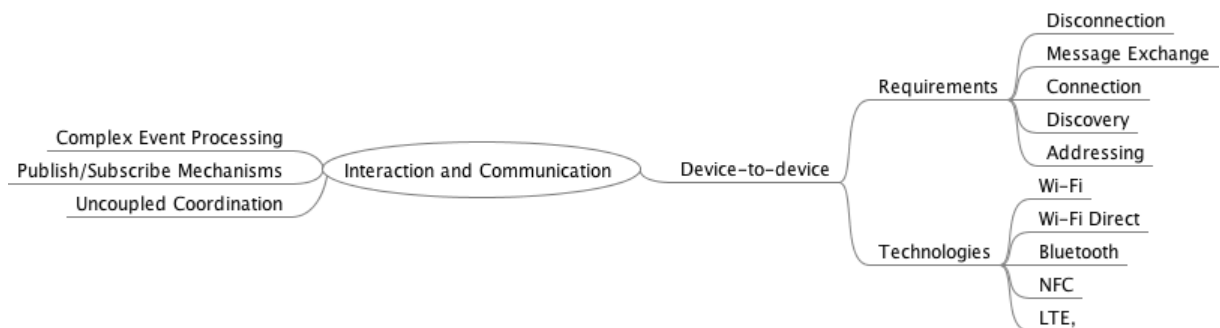 Complex Event Processing
Publish/Subscribe Mechanisms
Uncoupled Coordination
Interaction and Communication
Device-to-device
Requirements
Disconnection
Message Exchange
Connection
Discovery
Addressing
Technologies
Wi-Fi
Wi-Fi Direct
Bluetooth
NFC
LTE,